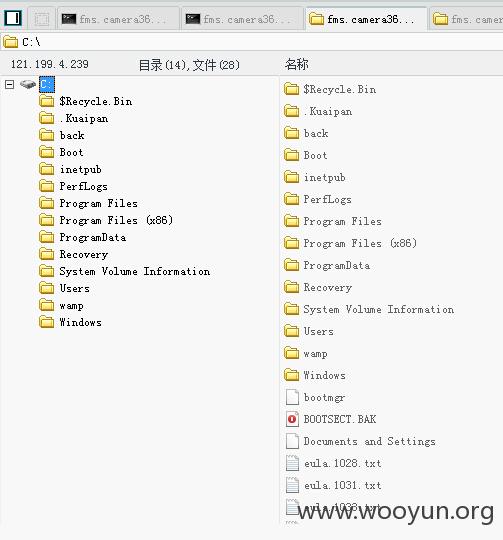 fms.camera36...
fms.camera36...
fms.camera36...
fms.camera
C:\
121.199.4.239
目录(14),文件(28)
名称
C:
$Recycle.Bin
.Kuaipan
back
Boot
inetpub
PerfLogs
Program Files
Program Files (x86)
ProgramData
Recovery
System Volume Information
Users
wamp
Windows
$Recycle.Bin
.Kuaipan
back
Boot
inetpub
PerfLogs
Program Files
Program Files (x86)
ProgramData
Recovery
System Volume Information
Users
wamp
Windows
bootmgr
BOOTSECT.BAK
Documents and Settings
eula.1028.txt
eula.1031.txt
eula.1033.txt
www.wooyun.org